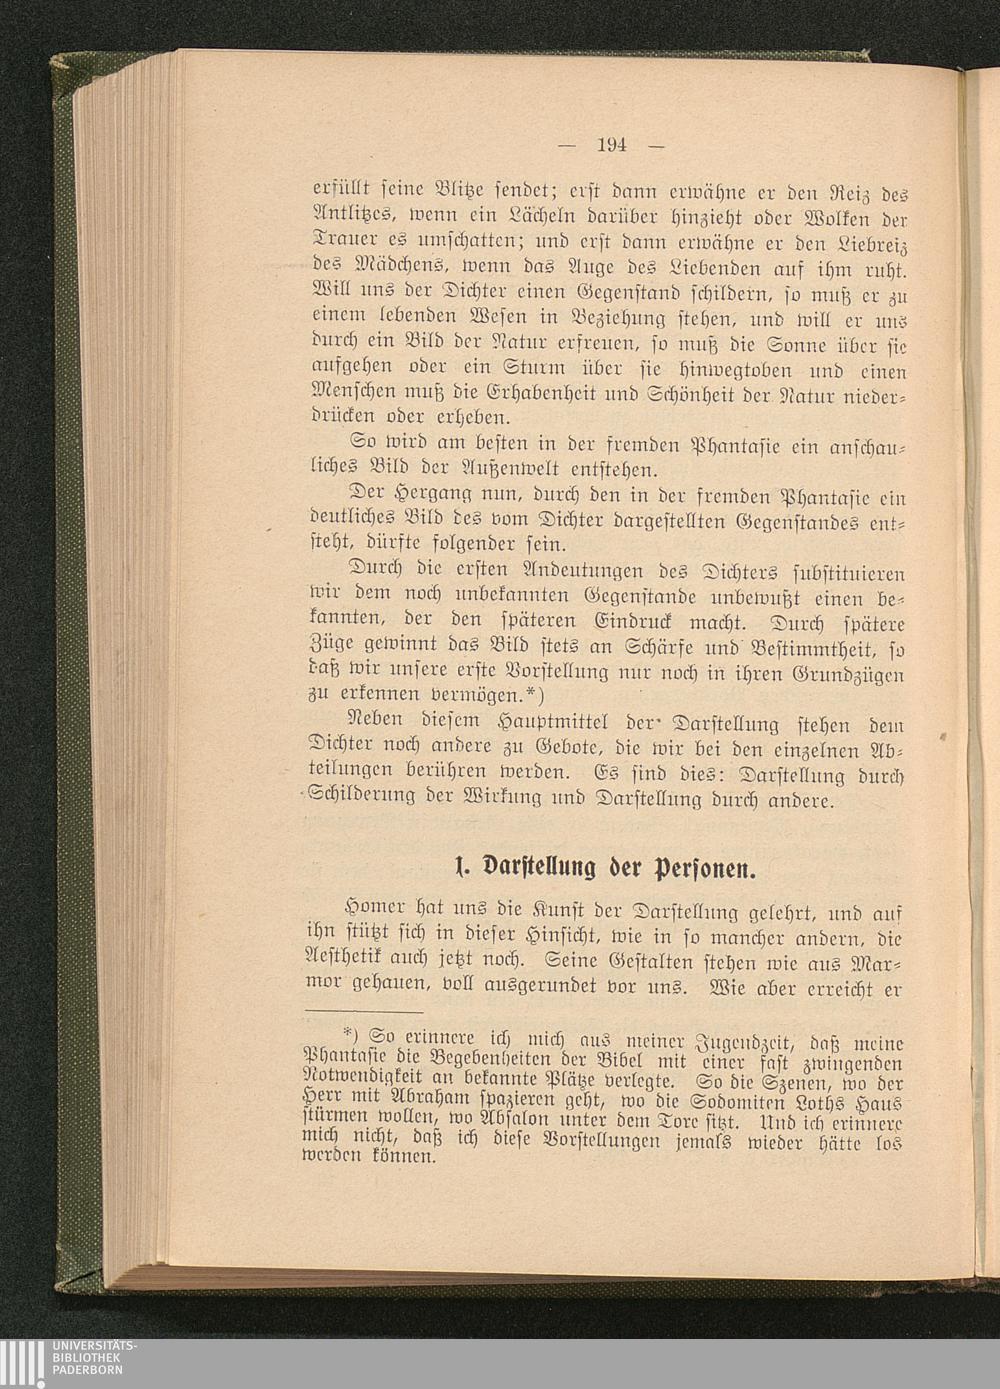 — 194 —
erfüllt seine Blitze sendet; erst dann erwähne er den Reiz des
Antlitzes, wenn ein Lächeln darüber hinzieht oder Wolken der
Trauer es umschatten; und erst dann erwähne er den Liebreiz
des Mädchens, wenn das Auge des Liebenden auf ihm ruht.
Will uns der Dichter einen Gegenstand schildern, so muß er zu
einem lebenden Wesen in Beziehung stehen, und will er uns
durch ein Bild der Natur erfreuen, so muß die Sonne über sie
aufgehen oder ein Sturm über sie hinwegtoben und einen
Menschen muß die Erhabenheit und Schönheit der Natur nieder-
drücken oder erheben.
So wird am besten in der fremden Phantasie ein anschau-
liches Bild der Außenwelt entstehen.
Der Hergang nun, durch den in der fremden Phantasie ein
deutliches Bild des vom Dichter dargestellten Gegenstandes ent-
steht, dürfte folgender sein.
Durch die ersten Andeutungen des Dichters substituieren
wir dem noch unbekannten Gegenstande unbewußt einen be-
kannten, der den späteren Eindruck macht. Durch spätere
Züge gewinnt das Bild stets an Schärfe und Bestimmtheit, so
daß wir unsere erste Vorstellung nur noch in ihren Grundzügen
zu erkennen vermögen.*)
Neben diesem Hauptmittel der Darstellung stehen dem
Dichter noch andere zu Gebote, die wir bei den einzelnen Ab-
teilungen berühren werden. Es sind dies: Darstellung durch
Schilderung der Wirkung und Darstellung durch andere.
1. Darstellung der Personen.
Homer hat uns die Kunst der Darstellung gelehrt, und auf
ihn stützt sich in dieser Hinsicht, wie in so mancher andern, die
Aesthetik auch jetzt noch. Seine Gestalten stehen wie aus Mar-
mor gehauen, voll ausgerundet vor uns. Wie aber erreicht er
*) So erinnere ich mich aus meiner Jugendzeit, daß meine
Phantasie die Begebenheiten der Bibel mit einer fast zwingenden
Notwendigkeit an bekannte Plätze verlegte. So die Szenen, wo der
Herr mit Abraham spazieren geht, wo die Sodomiten Loths Haus
stürmen wollen, wo Absalon unter dem Tore sitzt. Und ich erinnere
mich nicht, daß ich diese Vorstellungen jemals wieder hätte los
werden können.
UNIVERSITÄTS-
BIBLIOTHEK
PADERBORN